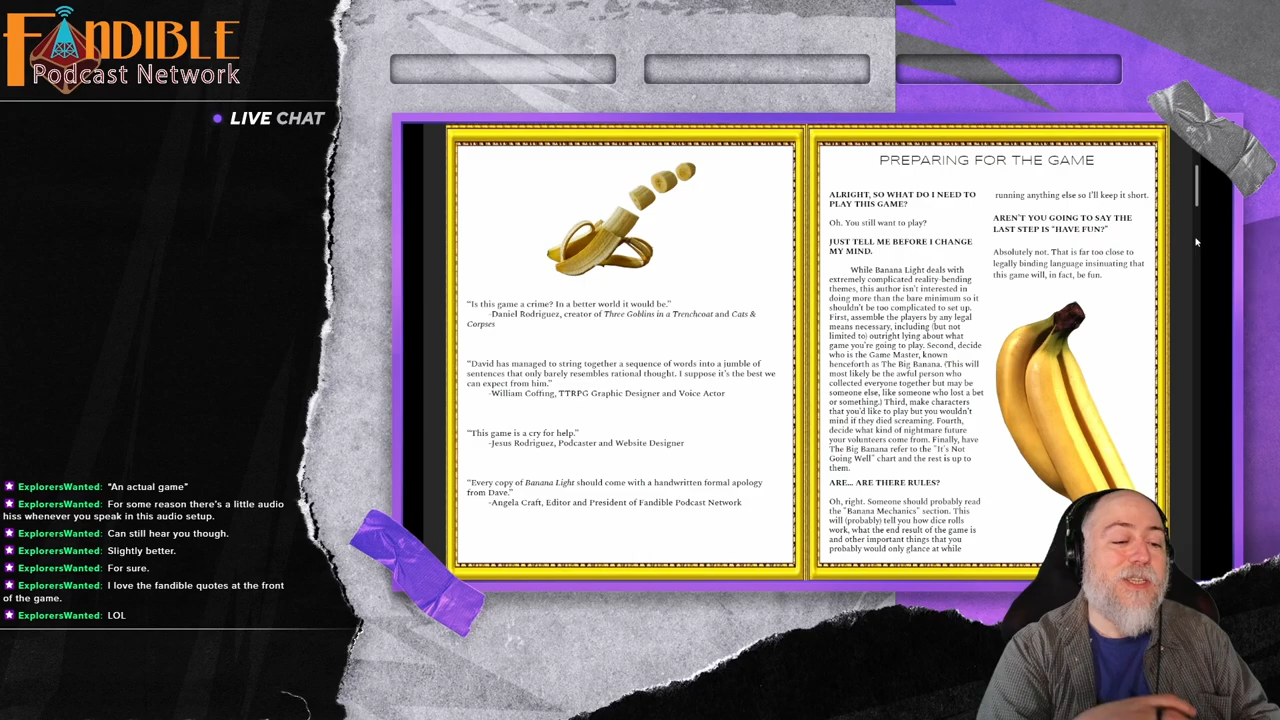 FANDIBLE
Podcast Network
LIVE CHAT
ExplorersWanted: "An actual game"
ExplorersWanted: For some reason there's a little audio
hiss whenever you speak in this audio setup.
ExplorersWanted: Can still hear you though.
ExplorersWanted: Slightly better.
ExplorersWanted: For sure.
ExplorersWanted: I love the fandible quotes at the front
of the game.
ExplorersWanted: LOL
"Is this game a crime? In a better world it would be."
-Daniel Rodriguez, creator of Three Goblins in a Trenchcoat and Cats &
Corpses
"David has managed to string together a sequence of words into a jumble of
sentences that only barely resembles rational thought. I suppose it's the best we
can expect from him."
-William Coffing, TTRPG Graphic Designer and Voice Actor
"This game is a cry for help."
-Jesus Rodriguez, Podcaster and Website Designer
"Every copy of Banana Light should come with a handwritten formal apology
from Dave."
-Angela Craft, Editor and President of Fandible Podcast Network
PREPARING FOR THE GAME
ALRIGHT, SO WHAT DO I NEED TO
PLAY THIS GAME?
Oh. You still want to play?
JUST TELL ME BEFORE I CHANGE
MY MIND.
While Banana Light deals with
extremely complicated reality-bending
themes, this author isn't interested in
doing more than the bare minimum so it
shouldn't be too complicated to set up.
First, assemble the players by any legal
means necessary, including (but not
limited to) outright lying about what
game you're going to play. Second, decide
who is the Game Master, known
henceforth as The Big Banana. (This will
most likely be the awful person who
collected everyone together but may be
someone else, like someone who lost a bet
or something.) Third, make characters
that you'd like to play but you wouldn't
mind if they died screaming. Fourth,
decide what kind of nightmare future
your volunteers come from. Finally, have
The Big Banana refer to the "It's Not
Going Well" chart and the rest is up to
them.
ARE... ARE THERE RULES?
Oh, right. Someone should probably read
the "Banana Mechanics" section. This
will (probably) tell you how dice rolls
work, what the end result of the game is
and other important things that you
probably would only glance at while
running anything else so I'll keep it short.
AREN'T YOU GOING TO SAY THE
LAST STEP IS "HAVE FUN?"
Absolutely not. That is far too close to
legally binding language insinuating that
this game will, in fact, be fun.